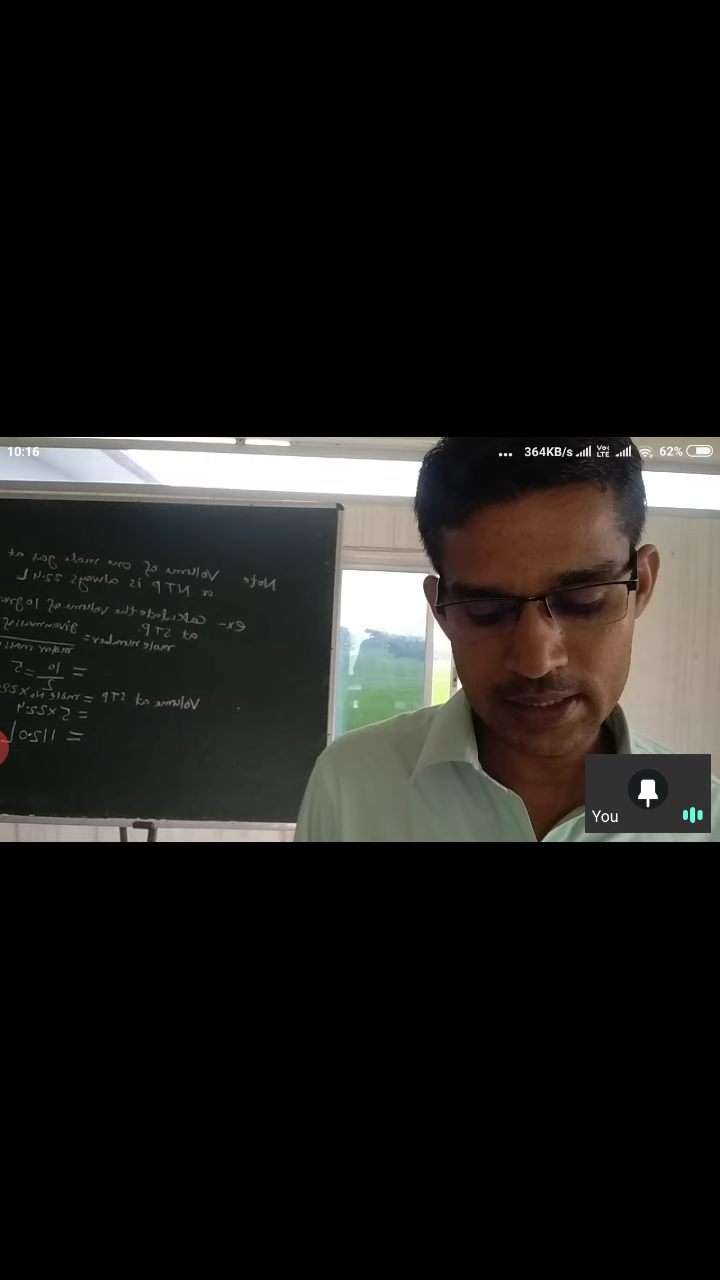 10:16
... 364KB/s Vo) LTE 62%
Note Volume of one mole gas at
or NTP is always 22.4 L
ex- Calculate the volume of 10 gram
at STP.
mole number = given mass
molar mass
= 10 = 5
2
Volume at STP = mole No. x 22
= 5 x 22.4
= 112.0 L
You